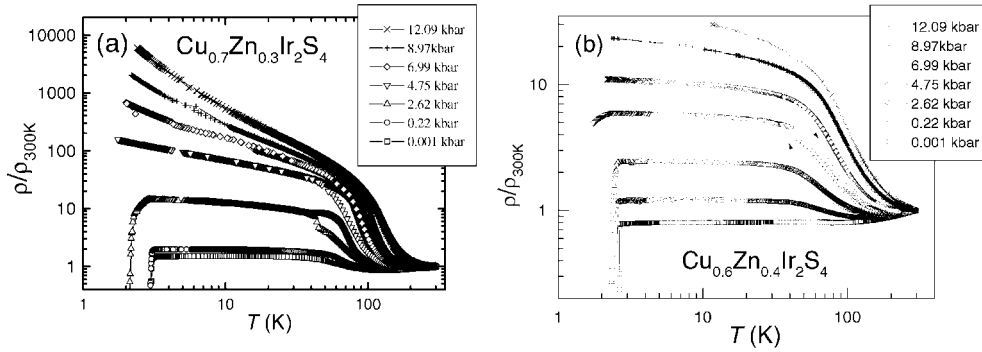 (a)
Cu0.7Zn0.3Ir2S4
12.09 kbar
8.97kbar
6.99 kbar
4.75 kbar
2.62 kbar
0.22 kbar
0.001 kbar
10000
1000
100
10
1
ρ/ρ300K
1 10 100
T (K)
(b)
12.09 kbar
8.97 kbar
6.99 kbar
4.75 kbar
2.62 kbar
0.22 kbar
0.001 kbar
10
1
ρ/ρ300K
Cu0.6Zn0.4Ir2S4
1 10 100
T (K)